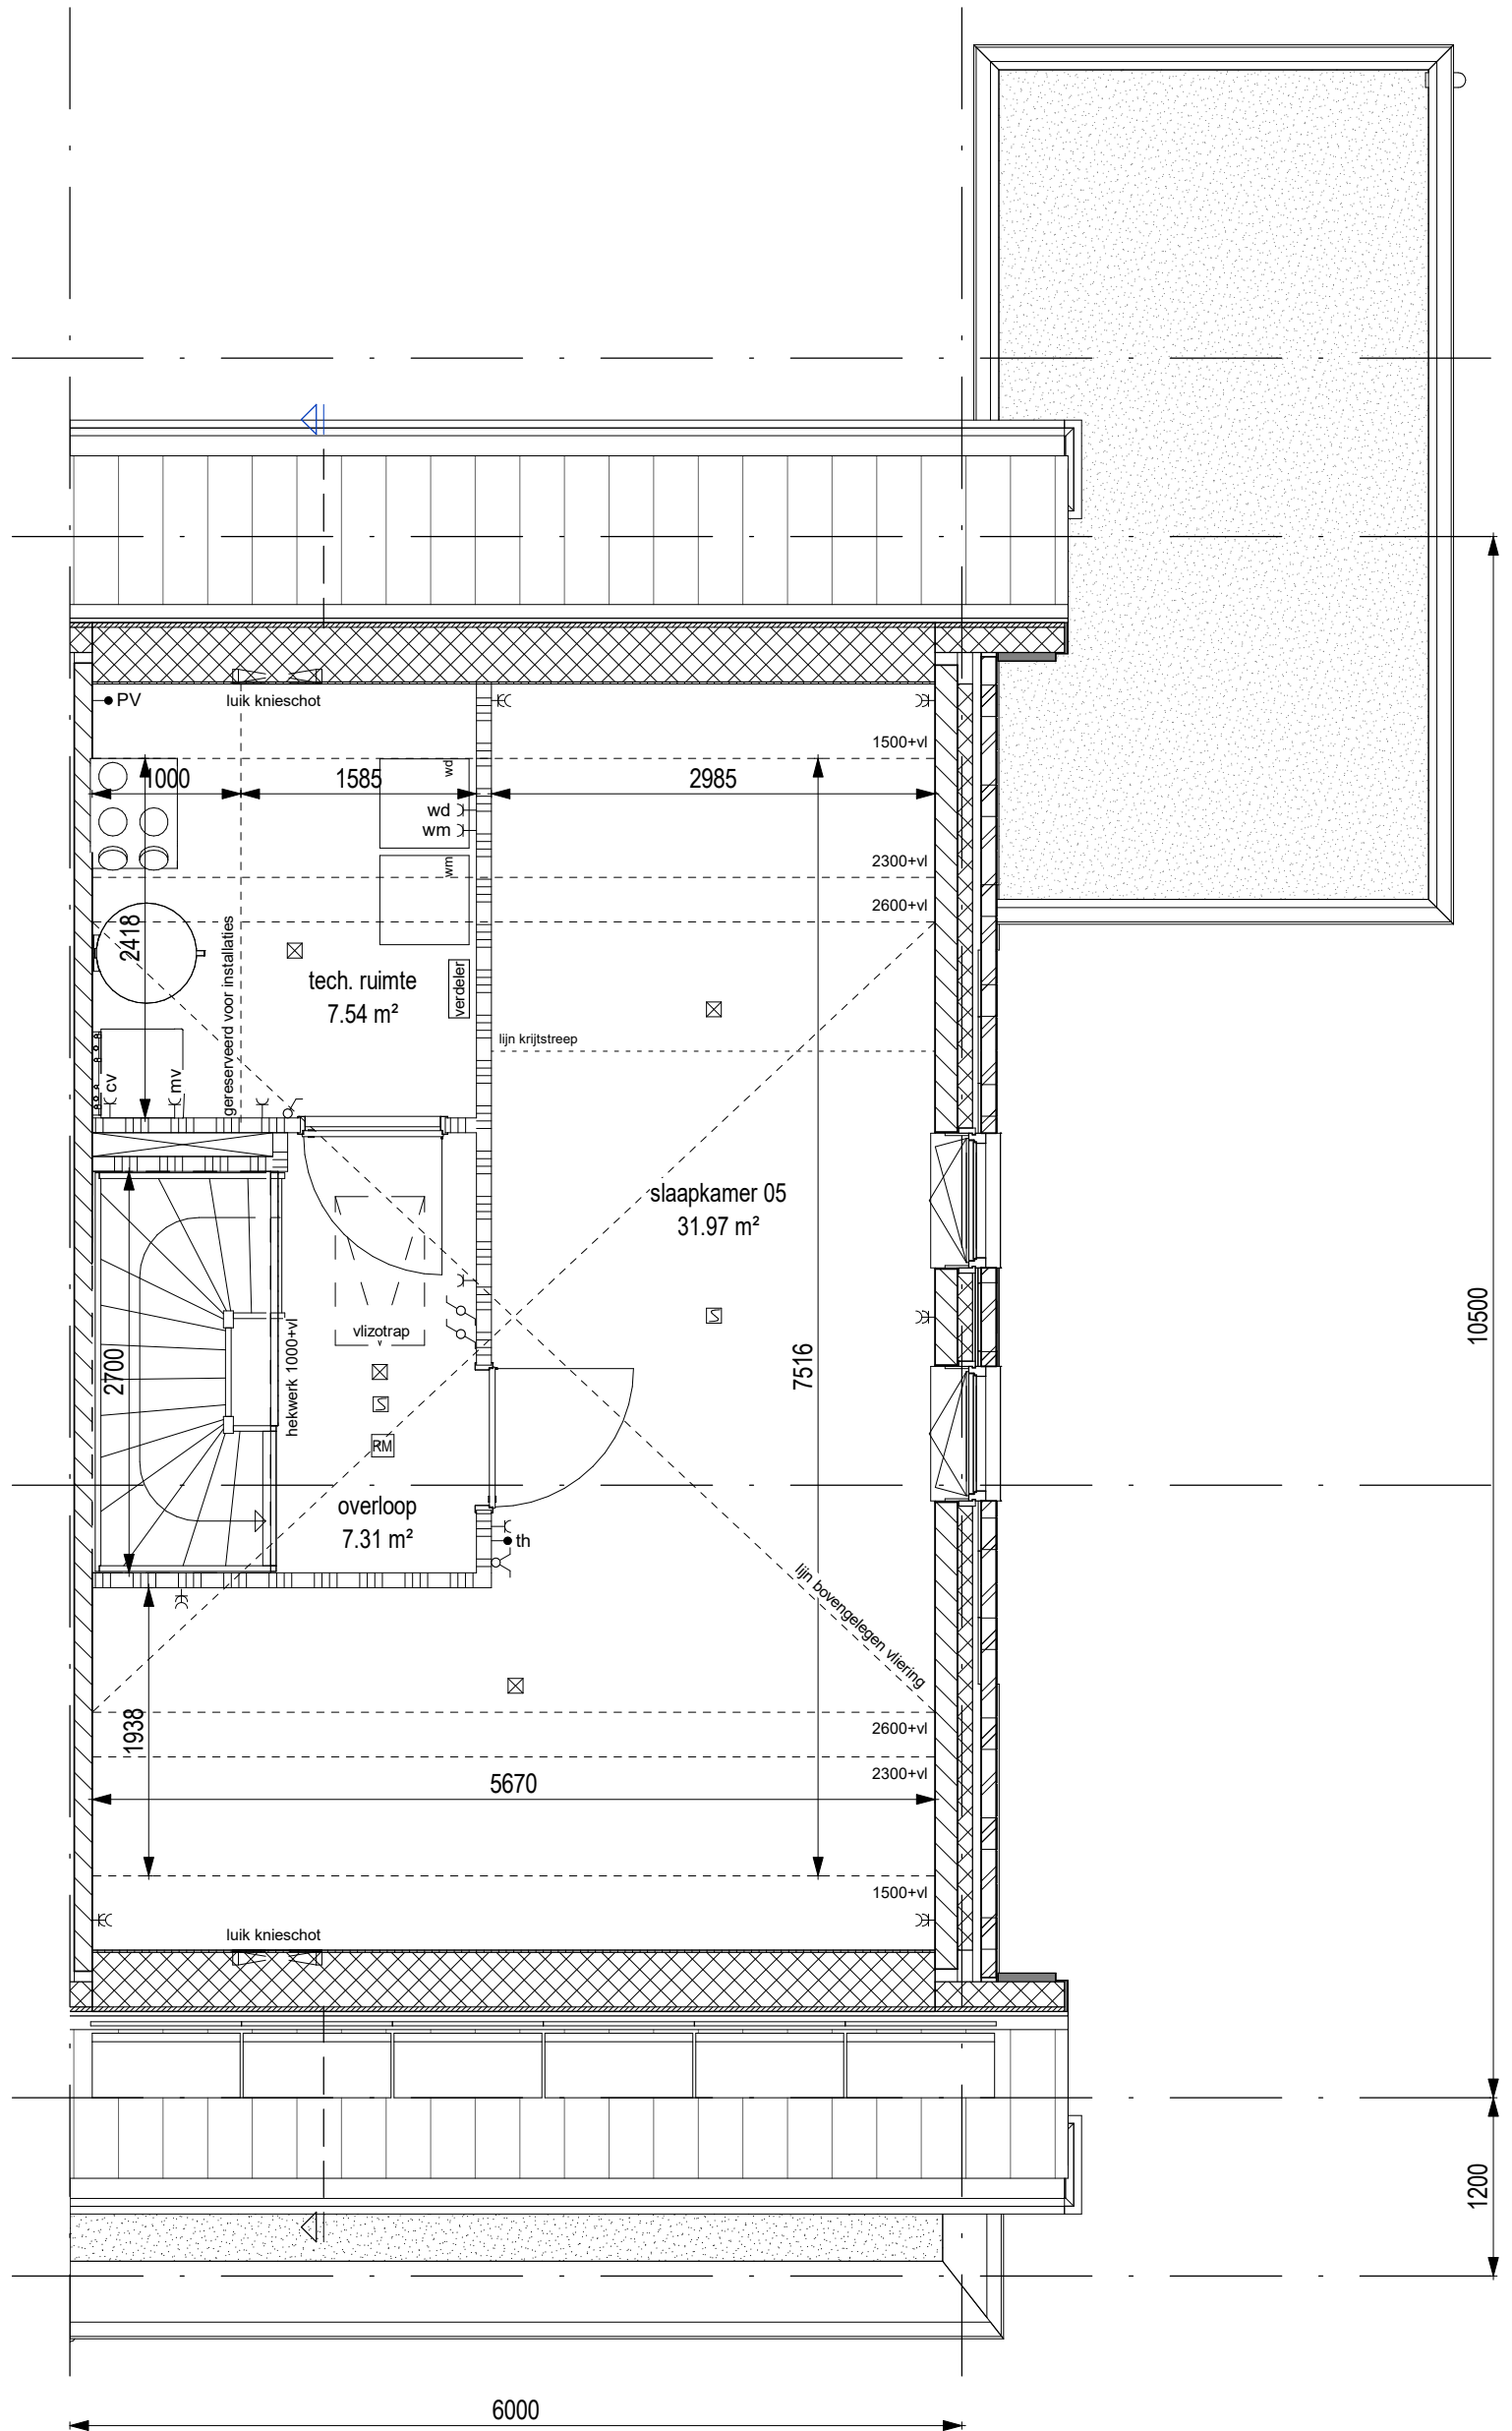 PV
luik knieschot
1500+vl
1000
1585
2985
wd
wd
wm
wm
2300+vl
2600+vl
2418
gereserveerd voor installaties
tech. ruimte
7.54 m²
verdeler
lijn krijtstreep
cv
mv
slaapkamer 05
31.97 m²
10500
vlizotrap
hekwerk 1000+vl
2700
7516
RM
overloop
7.31 m²
th
lijn bovengelegen vliering
1938
2600+vl
2300+vl
5670
1500+vl
luik knieschot
1200
6000